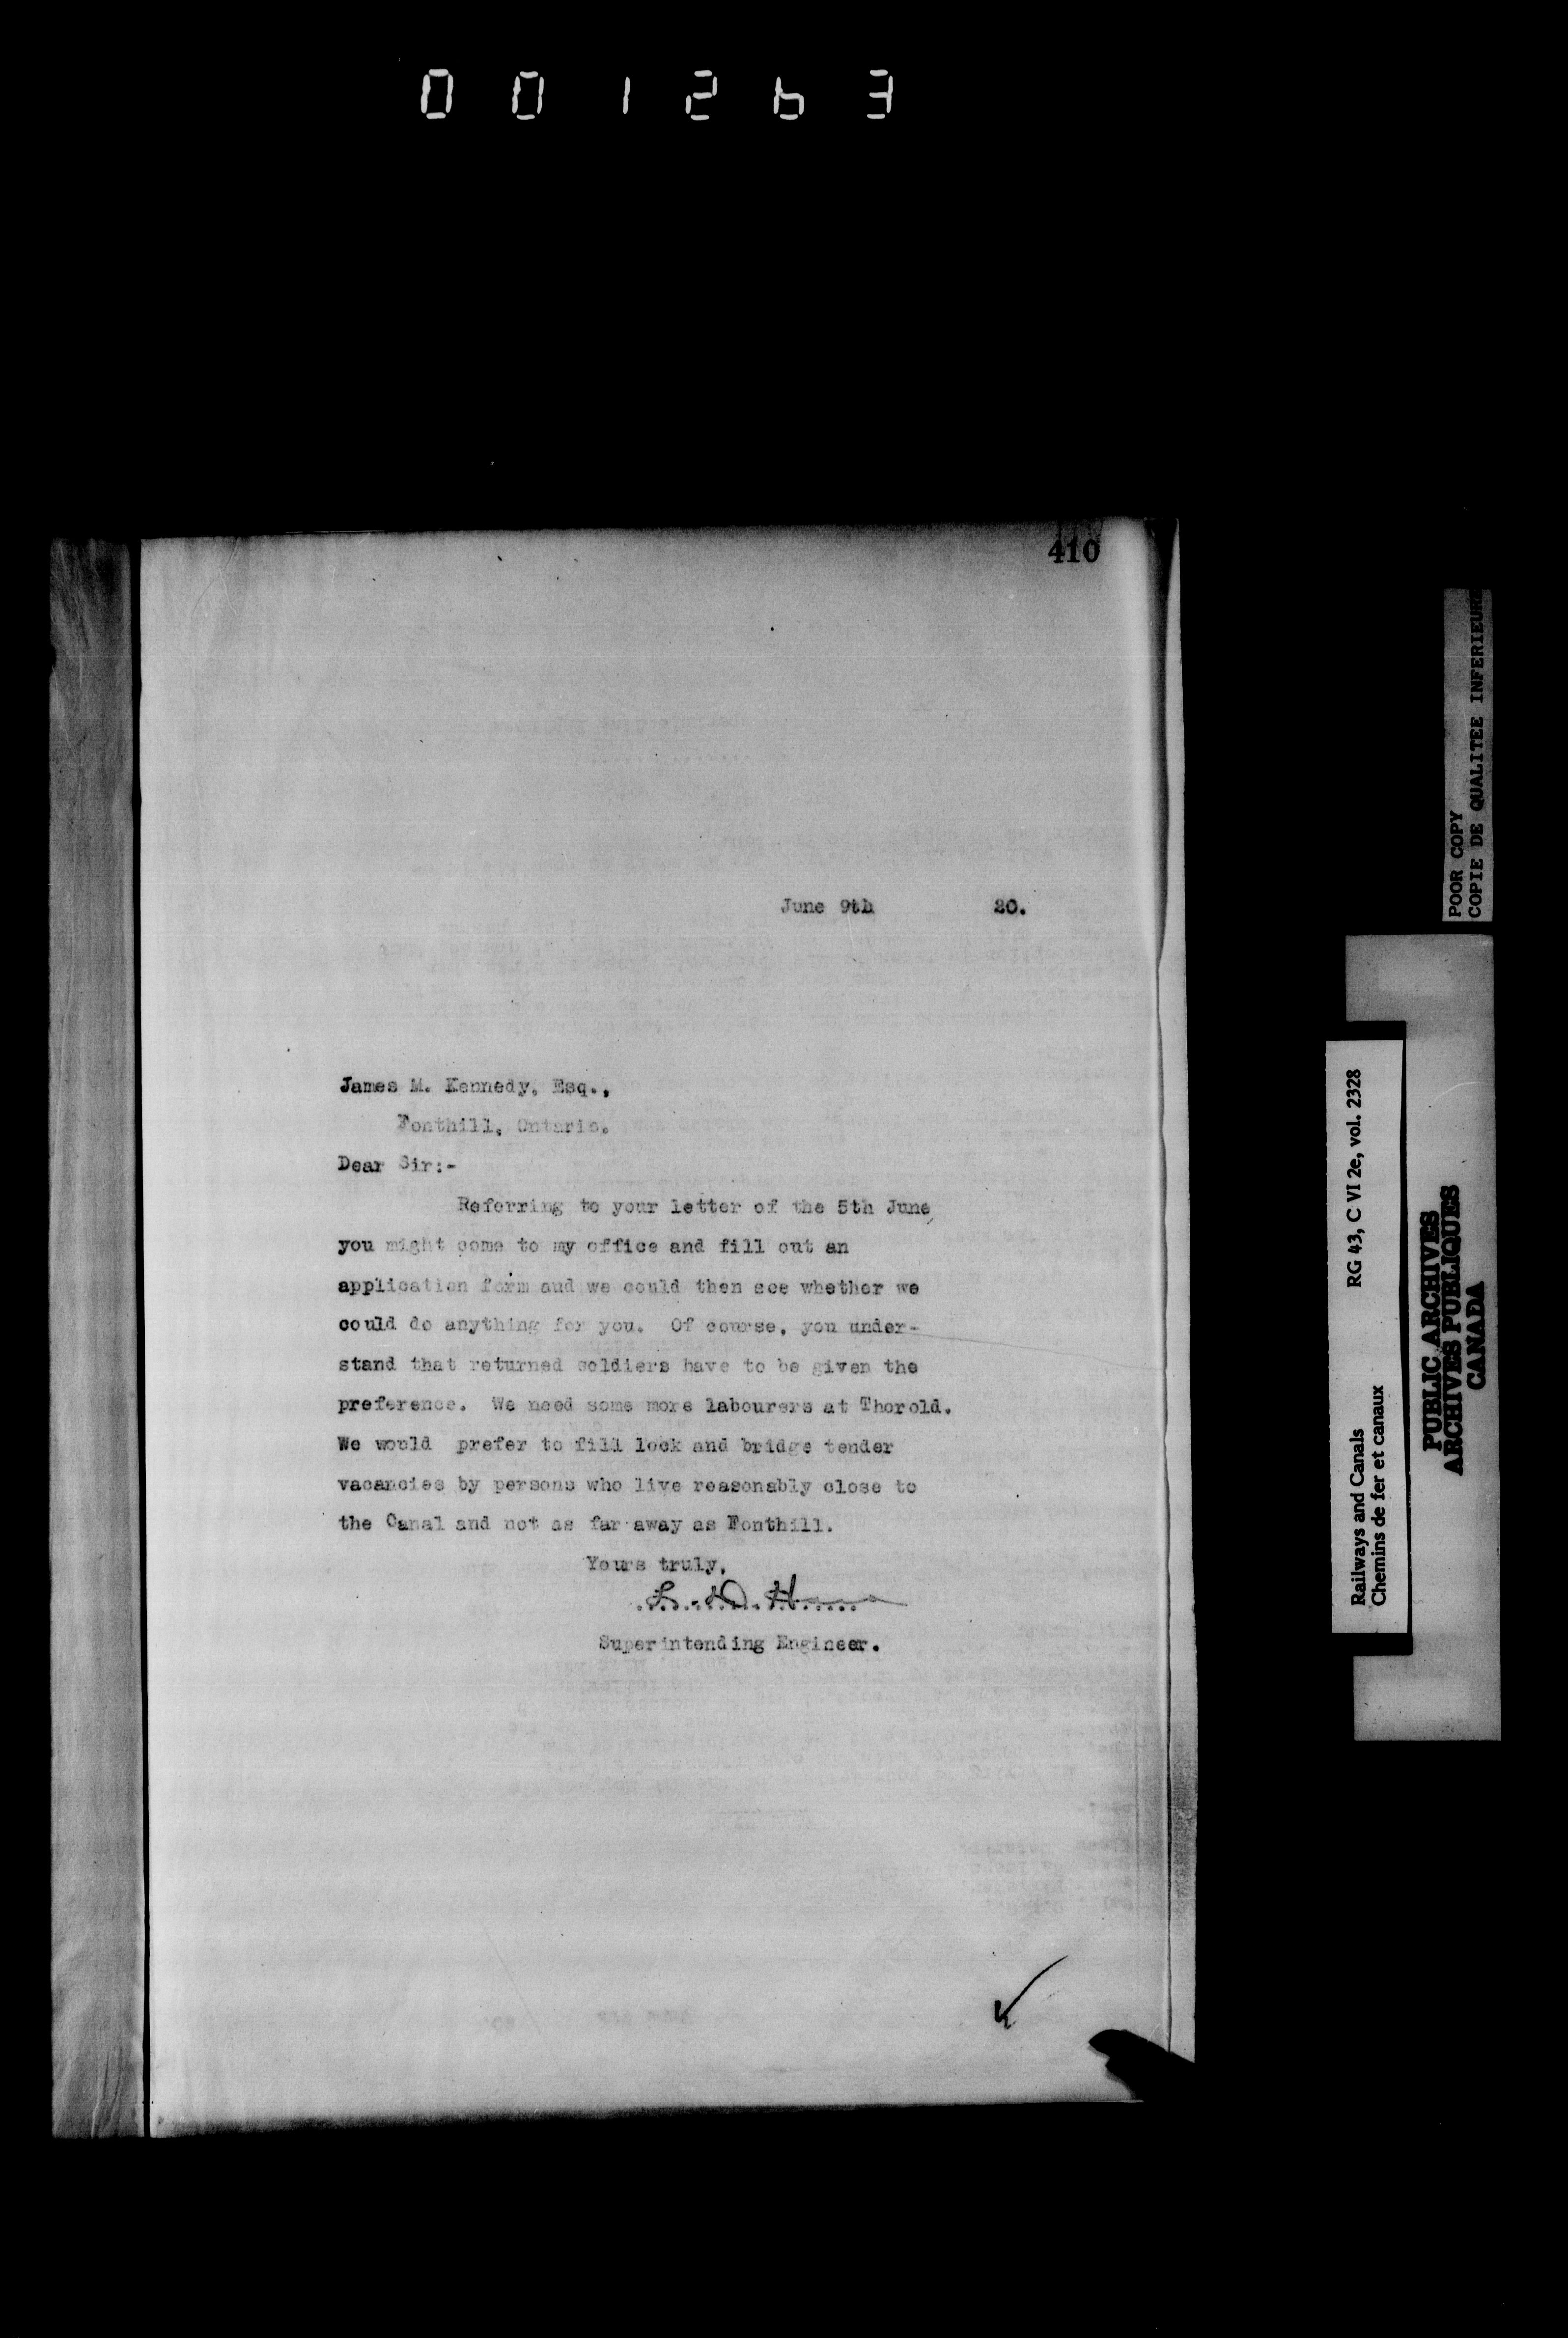 001263
410
June 9th 20.
James M. Kennedy, Esq.,
Fonthill, Ontario.
Dear Sir:-
Referring to your letter of the 5th June,
you might come to my office and fill out an
application form and we could then see whether we
could do anything for you. Of course, you under-
stand that returned soldiers have to be given the
preference. We need some more labourers at Thorold.
We would prefer to fill lock and bridge tender
vacancies by persons who live reasonably close to
the Canal and not as far away as Fonthill.
Yours truly,
Superintending Engineer.
POOR COPY
COPIE DE QUALITEE INFERIEURE
Railways and Canals RG 43, C VI 2e, vol. 2328
Chemins de fer et canaux
PUBLIC ARCHIVES
ARCHIVES PUBLIQUES
CANADA